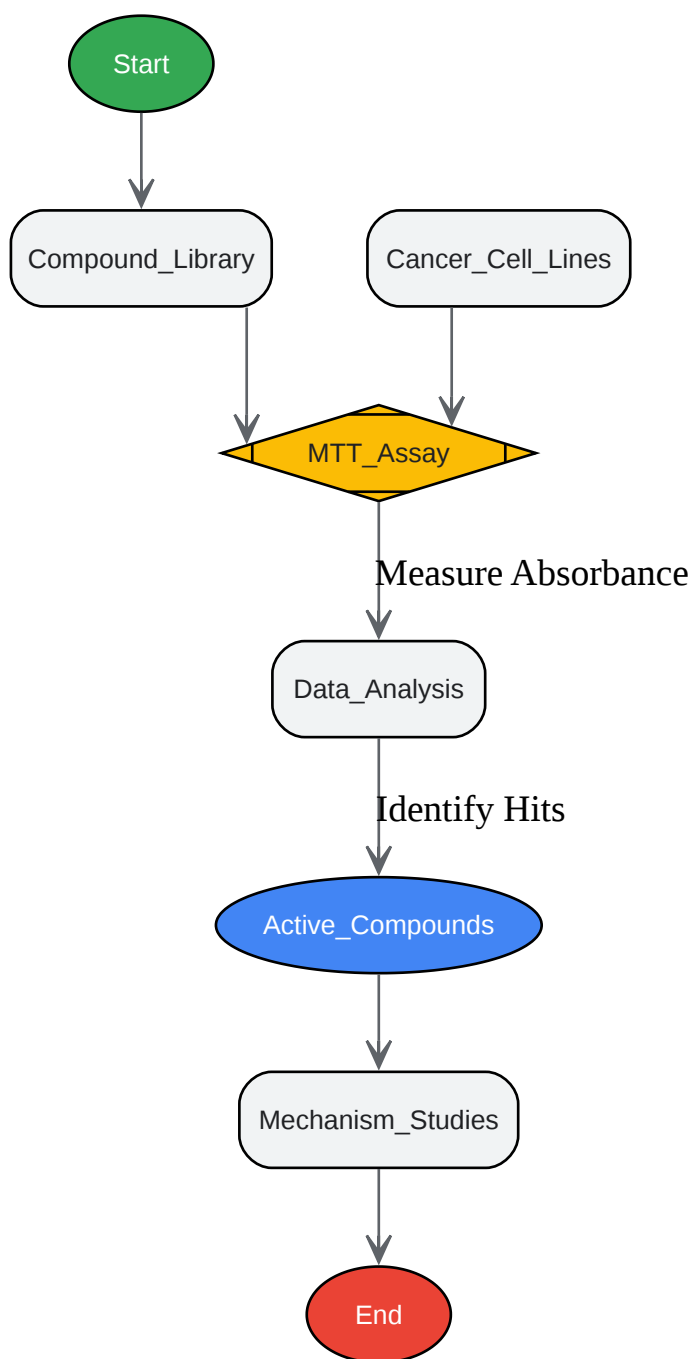 Start
Compound_Library
Cancer_Cell_Lines
MTT_Assay
Measure Absorbance
Data_Analysis
Identify Hits
Active_Compounds
Mechanism_Studies
End